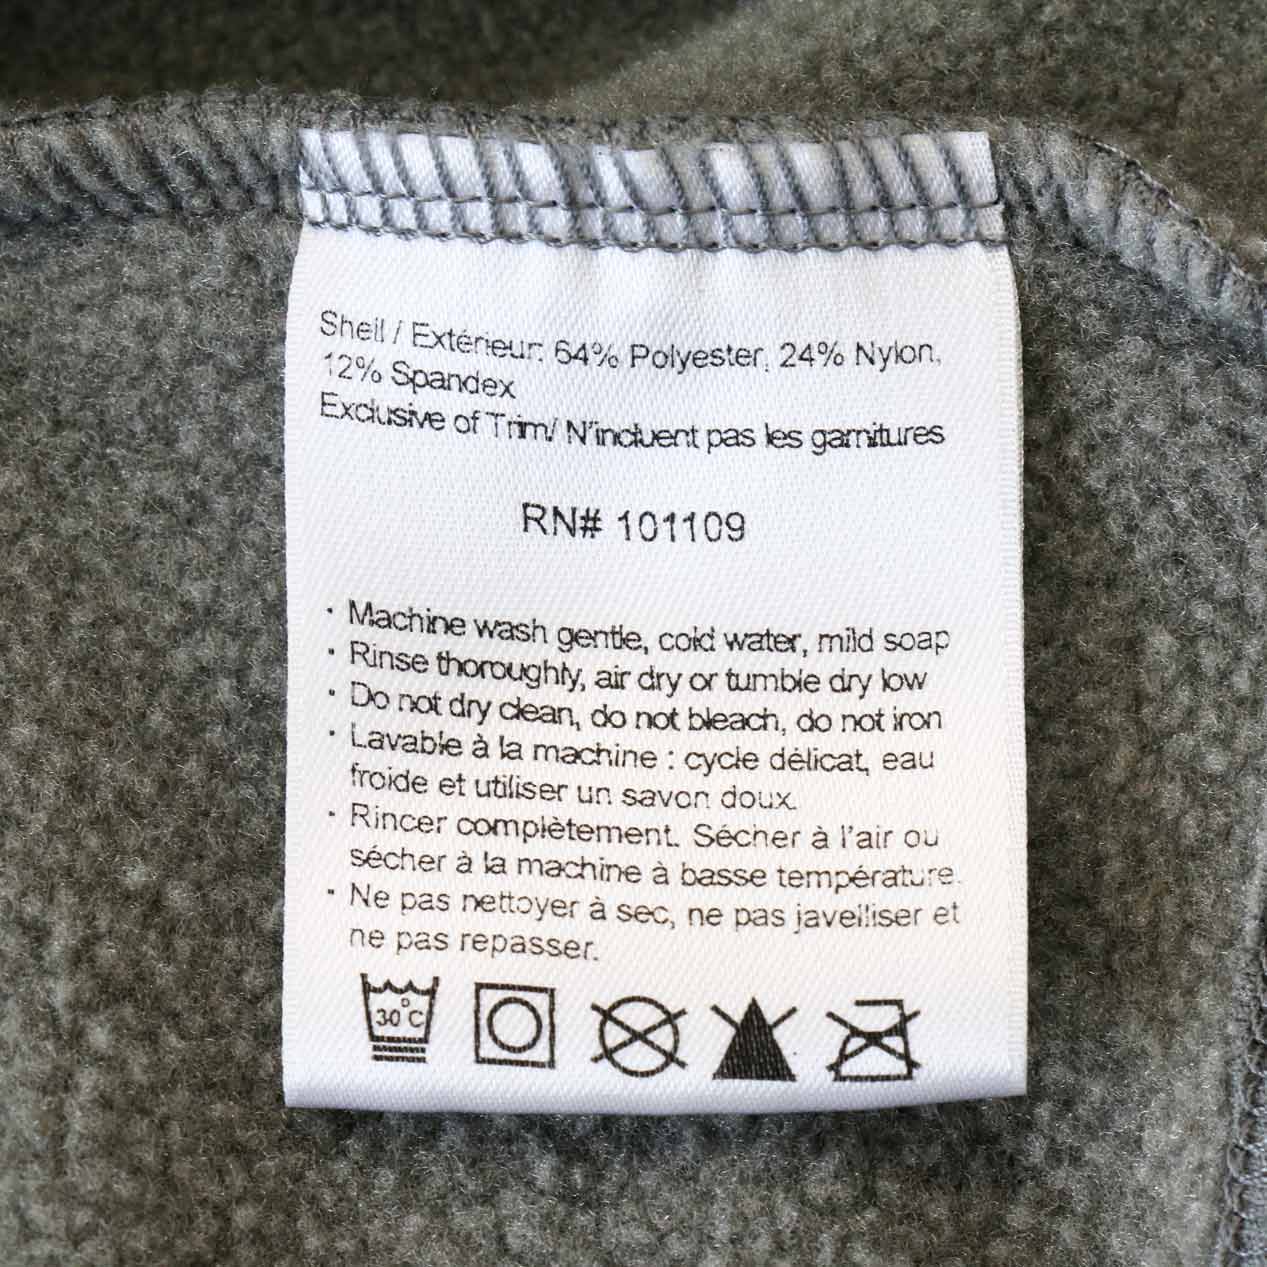 Shell / Extérieur: 64% Polyester, 24% Nylon,
12% Spandex
Exclusive of Trim/ N'incluent pas les garnitures
RN# 101109
· Machine wash gentle, cold water, mild soap
· Rinse thoroughly, air dry or tumble dry low
· Do not dry clean, do not bleach, do not iron
· Lavable à la machine : cycle délicat, eau
froide et utiliser un savon doux.
· Rincer complètement. Sécher à l'air ou
sécher à la machine à basse température.
· Ne pas nettoyer à sec, ne pas javelliser et
ne pas repasser.
30°C